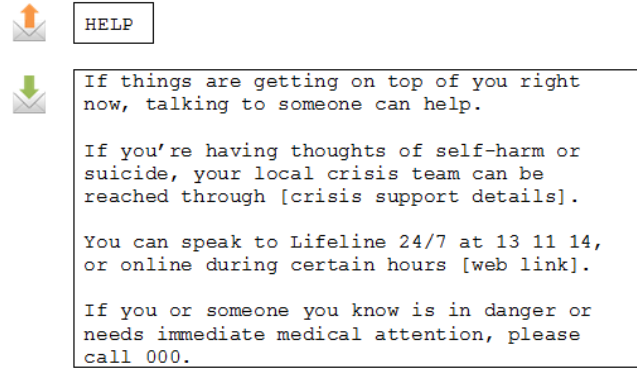 HELP
If things are getting on top of you right
now, talking to someone can help.
If you’re having thoughts of self-harm or
suicide, your local crisis team can be
reached through [crisis support details].
You can speak to Lifeline 24/7 at 13 11 14,
or online during certain hours [web link].
If you or someone you know is in danger or
needs immediate medical attention, please
call 000.